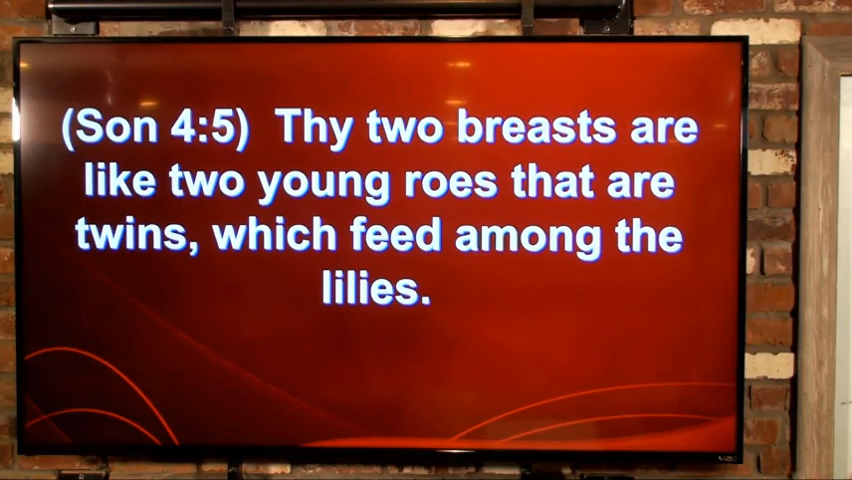 (Son 4:5) Thy two breasts are
like two young roes that are
twins, which feed among the
lilies.
VIZIO